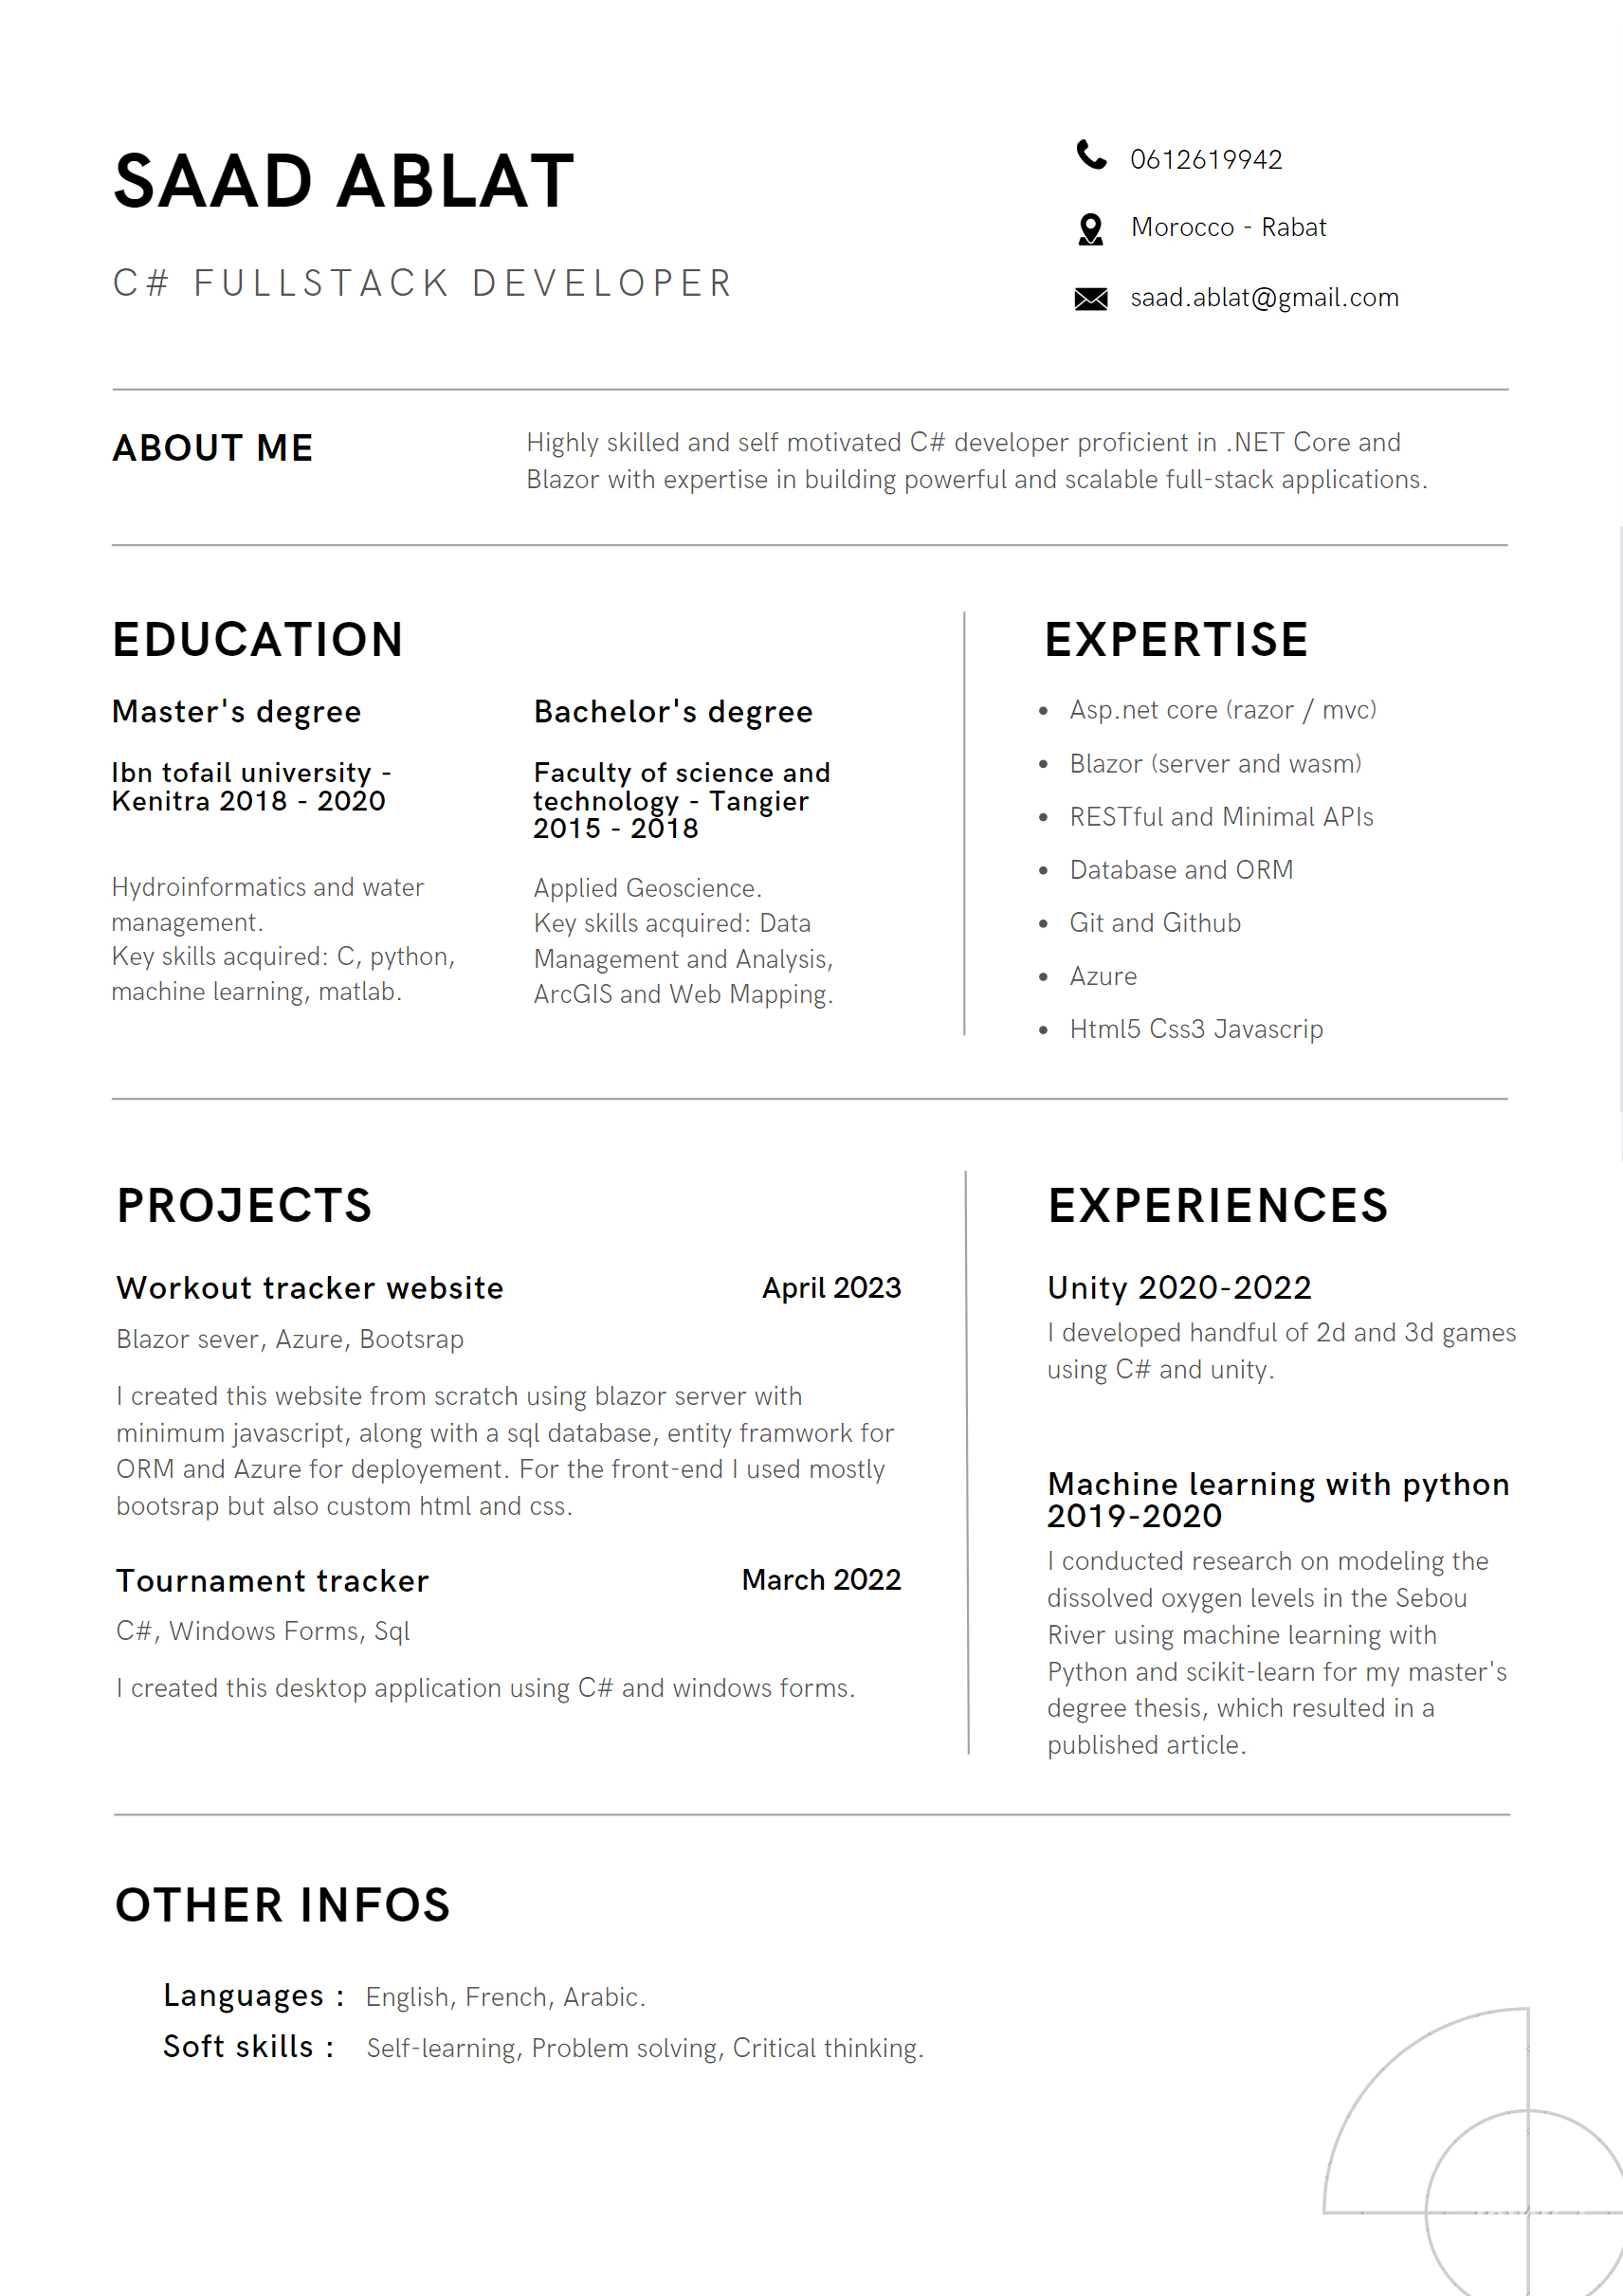 SAAD ABLAT
C# FULLSTACK DEVELOPER
0612619942
Morocco - Rabat
saad.ablat@gmail.com
ABOUT ME
Highly skilled and self motivated C# developer proficient in .NET Core and
Blazor with expertise in building powerful and scalable full-stack applications.
EDUCATION
Master's degree
Ibn tofail university -
Kenitra 2018 - 2020
Hydroinformatics and water
management.
Key skills acquired: C, python,
machine learning, matlab.
Bachelor's degree
Faculty of science and
technology - Tangier
2015 - 2018
Applied Geoscience.
Key skills acquired: Data
Management and Analysis,
ArcGIS and Web Mapping.
EXPERTISE
• Asp.net core (razor / mvc)
• Blazor (server and wasm)
• RESTful and Minimal APIs
• Database and ORM
• Git and Github
• Azure
• Html5 Css3 Javascrip
PROJECTS
Workout tracker website April 2023
Blazor sever, Azure, Bootsrap
I created this website from scratch using blazor server with
minimum javascript, along with a sql database, entity framwork for
ORM and Azure for deployement. For the front-end I used mostly
bootsrap but also custom html and css.
Tournament tracker March 2022
C#, Windows Forms, Sql
I created this desktop application using C# and windows forms.
EXPERIENCES
Unity 2020-2022
I developed handful of 2d and 3d games
using C# and unity.
Machine learning with python
2019-2020
I conducted research on modeling the
dissolved oxygen levels in the Sebou
River using machine learning with
Python and scikit-learn for my master's
degree thesis, which resulted in a
published article.
OTHER INFOS
Languages : English, French, Arabic.
Soft skills : Self-learning, Problem solving, Critical thinking.